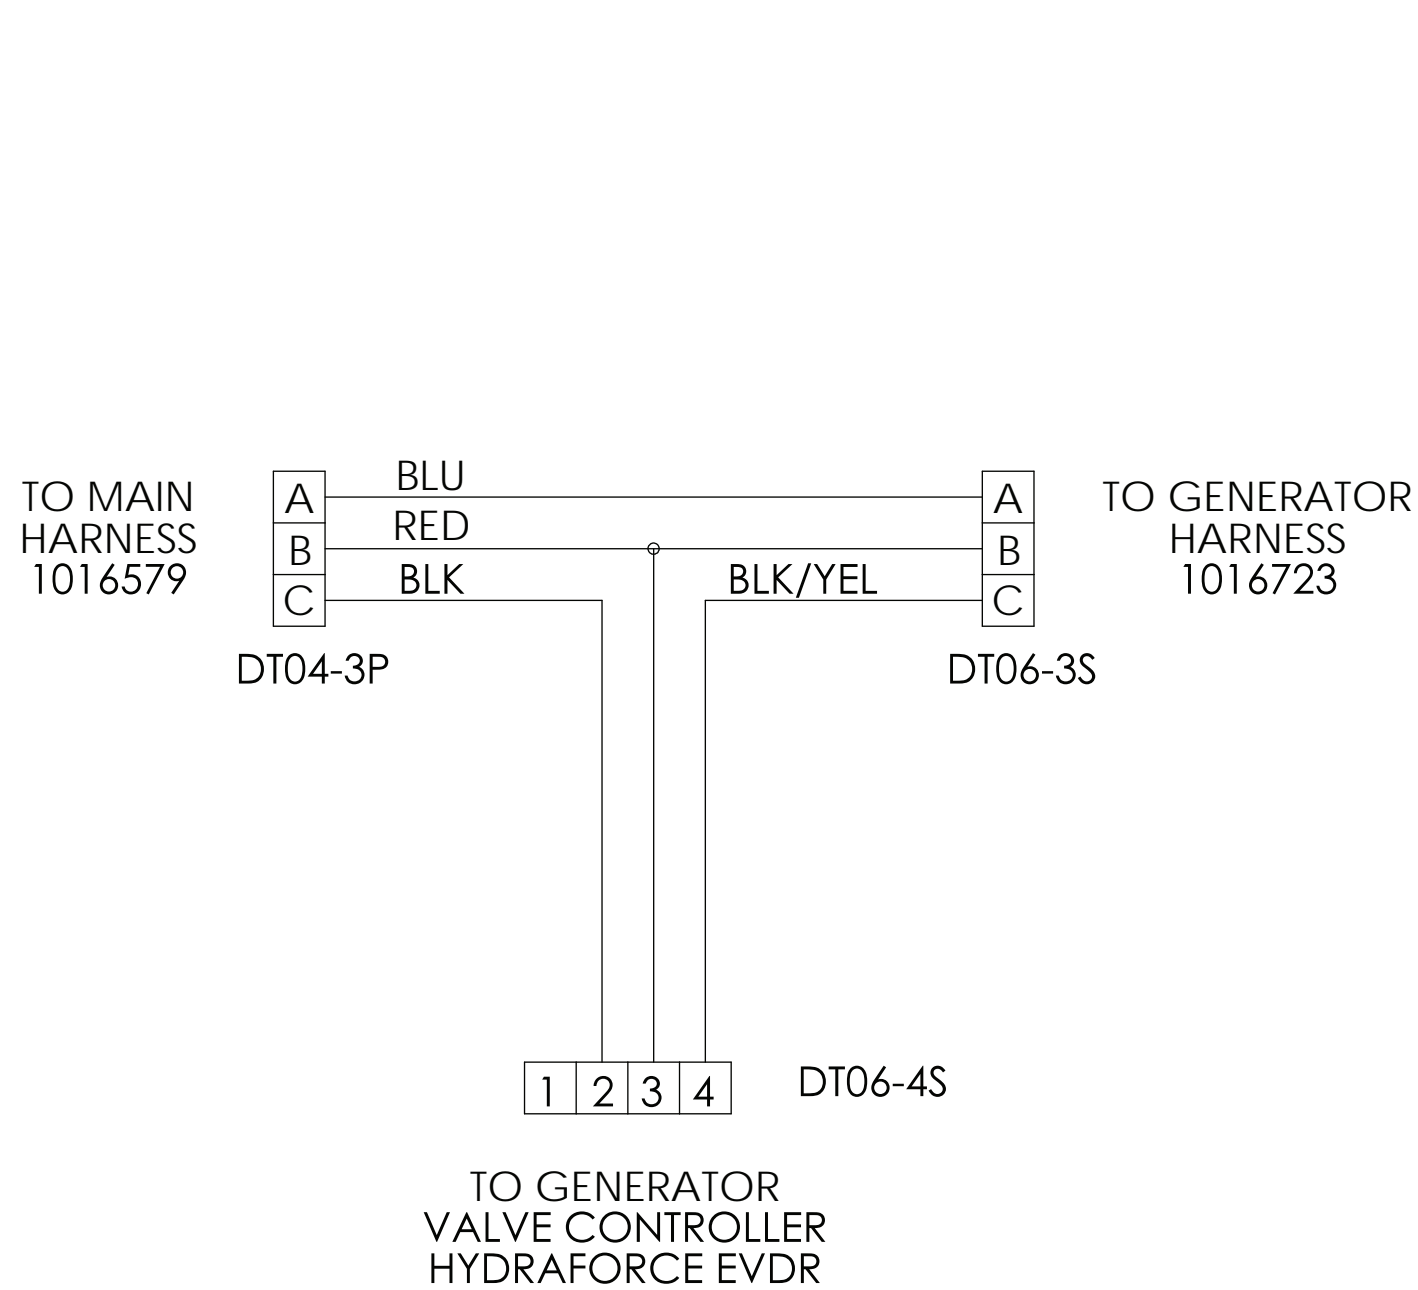 TO MAIN
HARNESS
1016579
A
B
C
DT04-3P
BLU
RED
BLK
BLK/YEL
A
B
C
DT06-3S
TO GENERATOR
HARNESS
1016723
1 2 3 4
DT06-4S
TO GENERATOR
VALVE CONTROLLER
HYDRAFORCE EVDR